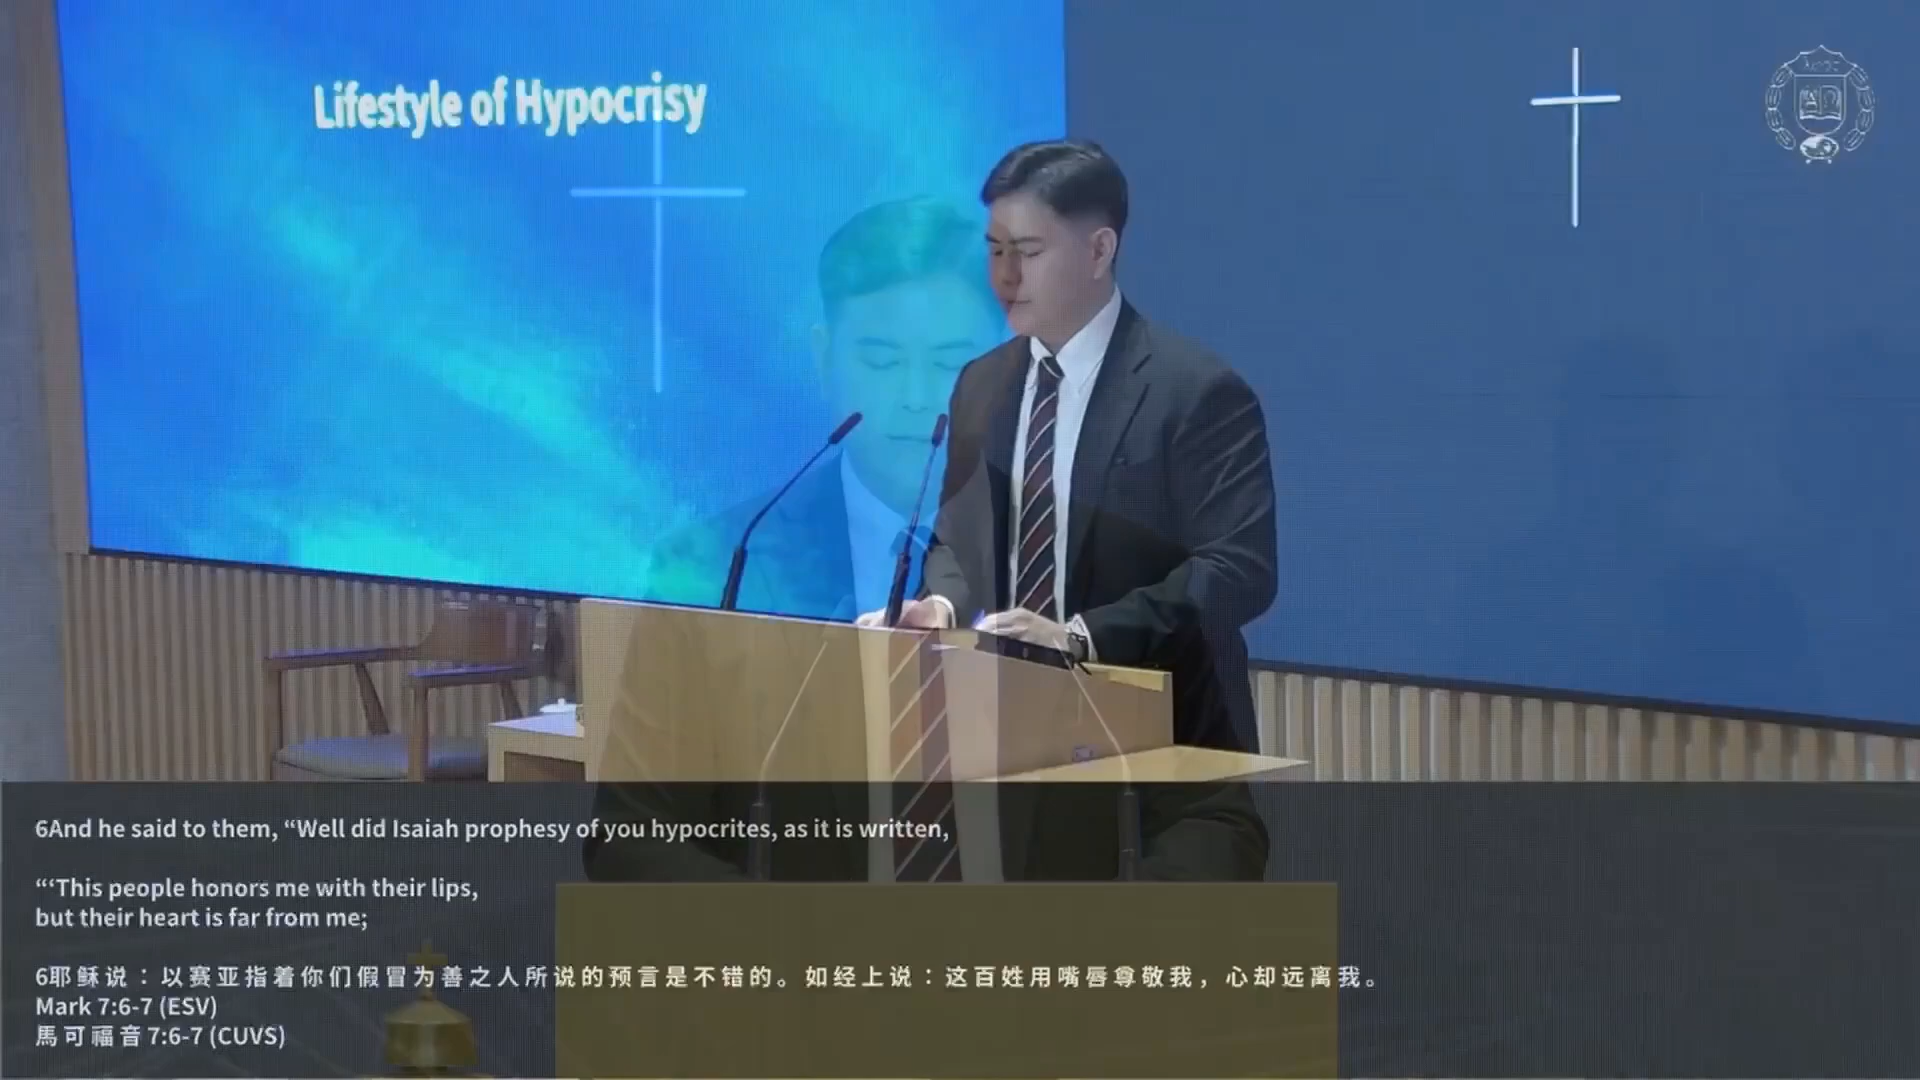 Lifestyle of Hypocrisy
6And he said to them, “Well did Isaiah prophesy of you hypocrites, as it is written,
“‘This people honors me with their lips,
but their heart is far from me;
6耶稣说：以赛亚指着你们假冒为善之人所说的预言是不错的。如经上说：这百姓用嘴唇尊敬我，心却远离我。
Mark 7:6-7 (ESV)
馬可福音 7:6-7 (CUVS)